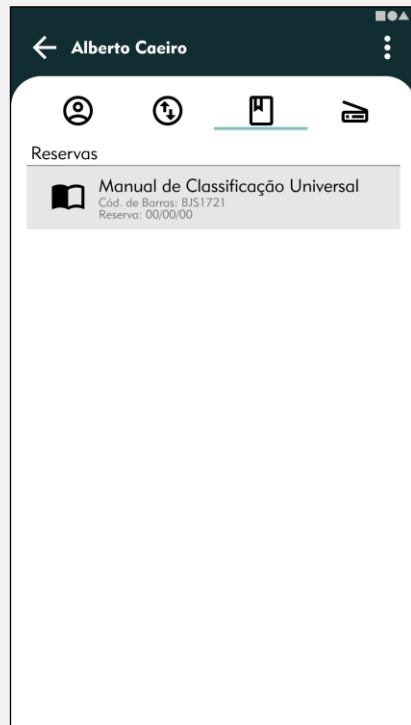 Alberto Caeiro
Reservas
Manual de Classificação Universal
Cód. de Barras: BJS1721
Reserva: 00/00/00